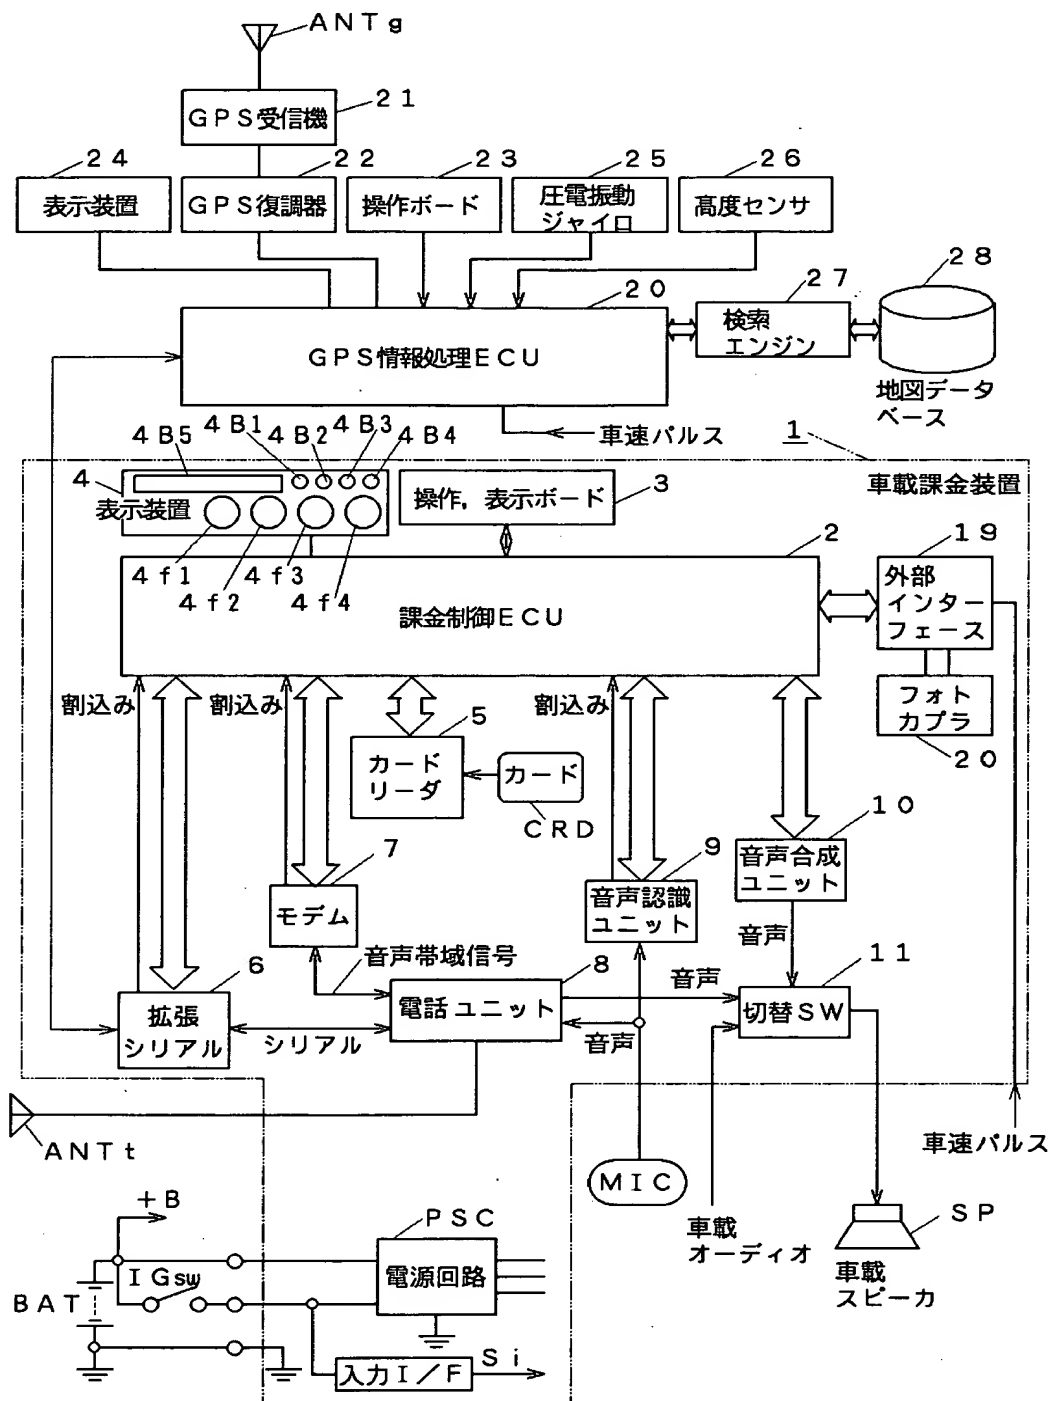 ANTg
21
GPS受信機
24
22
23
25
26
表示装置
GPS復調器
操作ボード
圧電振動
ジャイロ
高度センサ
20
27
28
検索
エンジン
GPS情報処理ECU
地図データ
ベース
車速パルス
1
4B5
4B1
4B2
4B3
4B4
4
表示装置
操作，表示ボード
3
車載課金装置
4f1
4f2
4f3
4f4
2
19
課金制御ECU
外部
インター
フェース
割込み
割込み
割込み
フォト
カプラ
20
5
カード
リーダ
カード
CRD
10
7
9
音声合成
ユニット
モデム
音声認識
ユニット
音声
音声帯域信号
6
8
音声
11
拡張
シリアル
シリアル
電話ユニット
音声
切替SW
ANTt
車速パルス
MIC
+B
PSC
車載
オーディオ
SP
IGsw
電源回路
BAT
車載
スピーカ
入力I／F
Si